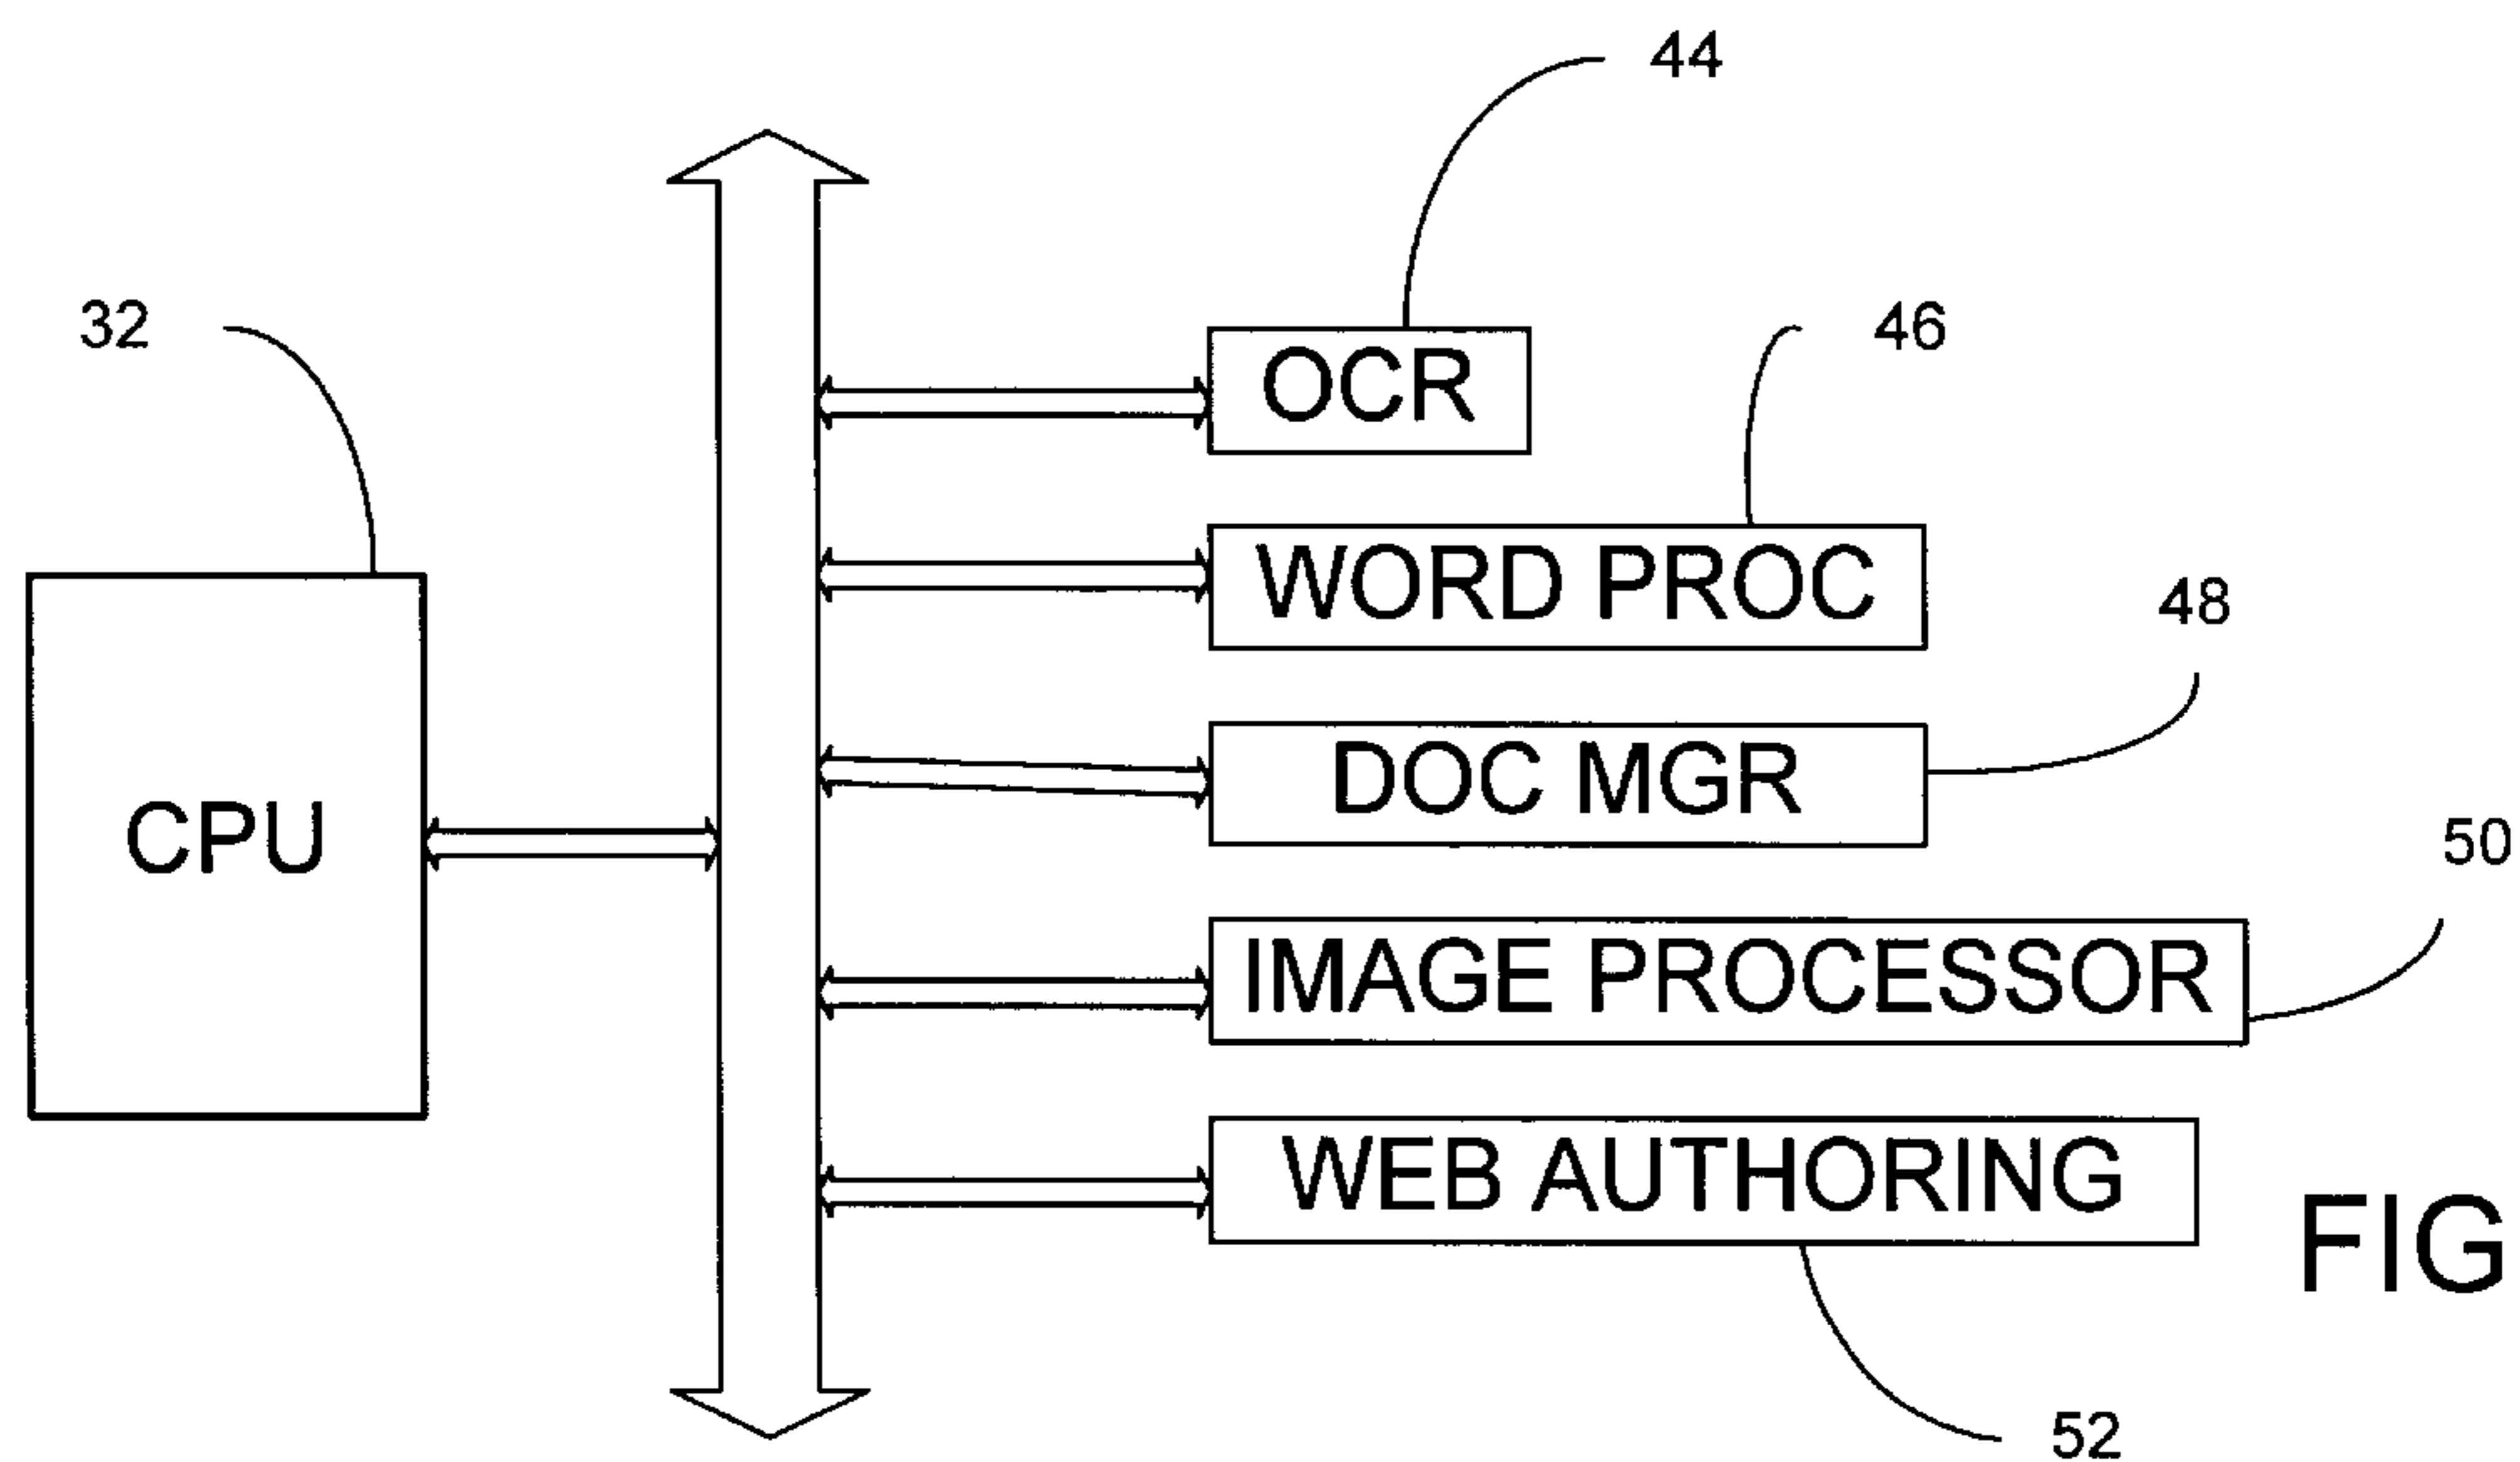 44
32
46
OCR
WORD PROC
48
DOC MGR
CPU
50
IMAGE PROCESSOR
WEB AUTHORING
FIG
52